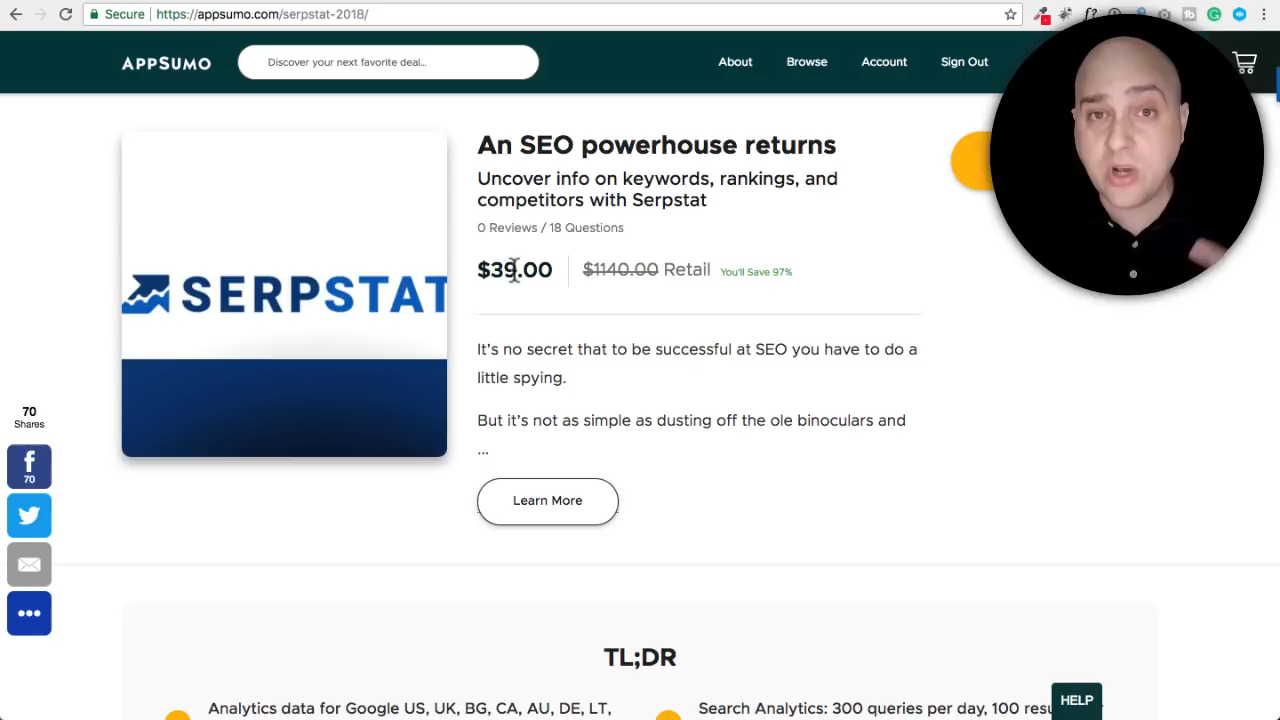 Secure https://appsumo.com/serpstat-2018/
APPSUMO
Discover your next favorite deal...
About
Browse
Account
Sign Out
An SEO powerhouse returns
Uncover info on keywords, rankings, and
competitors with Serpstat
0 Reviews / 18 Questions
$39.00
$1140.00 Retail
You'll Save 97%
SERPSTAT
It's no secret that to be successful at SEO you have to do a
little spying.
But it's not as simple as dusting off the ole binoculars and
...
Learn More
70
Shares
70
TL;DR
Analytics data for Google US, UK, BG, CA, AU, DE, LT,
Search Analytics: 300 queries per day, 100
HELP